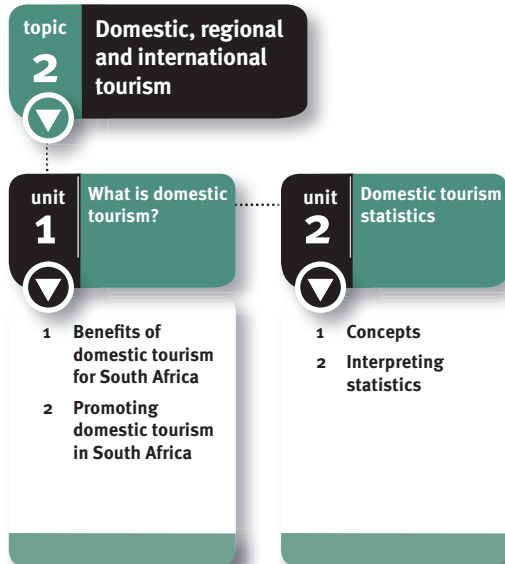 topic
2
Domestic, regional
and international
tourism
unit
1
What is domestic
tourism?
1 Benefits of
domestic tourism
for South Africa
2 Promoting
domestic tourism
in South Africa
unit
2
Domestic tourism
statistics
1 Concepts
2 Interpreting
statistics